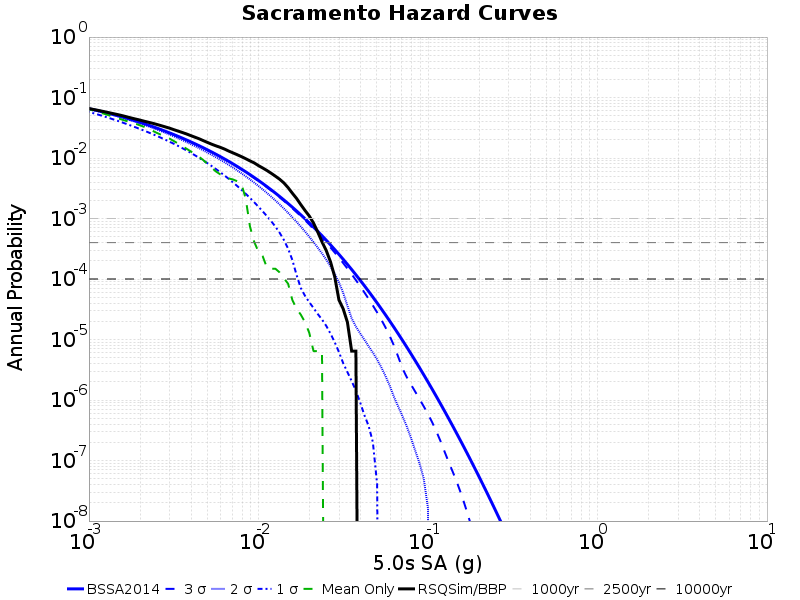 Sacramento Hazard Curves
10^0
10^-1
10^-2
10^-3
10^-4
10^-5
10^-6
10^-7
10^-8
Annual Probability
10^-3 10^-2 10^-1 10^0 10^1
5.0s SA (g)
BSSA2014 3 σ 2 σ 1 σ Mean Only RSQSim/BBP 1000yr 2500yr 10000yr